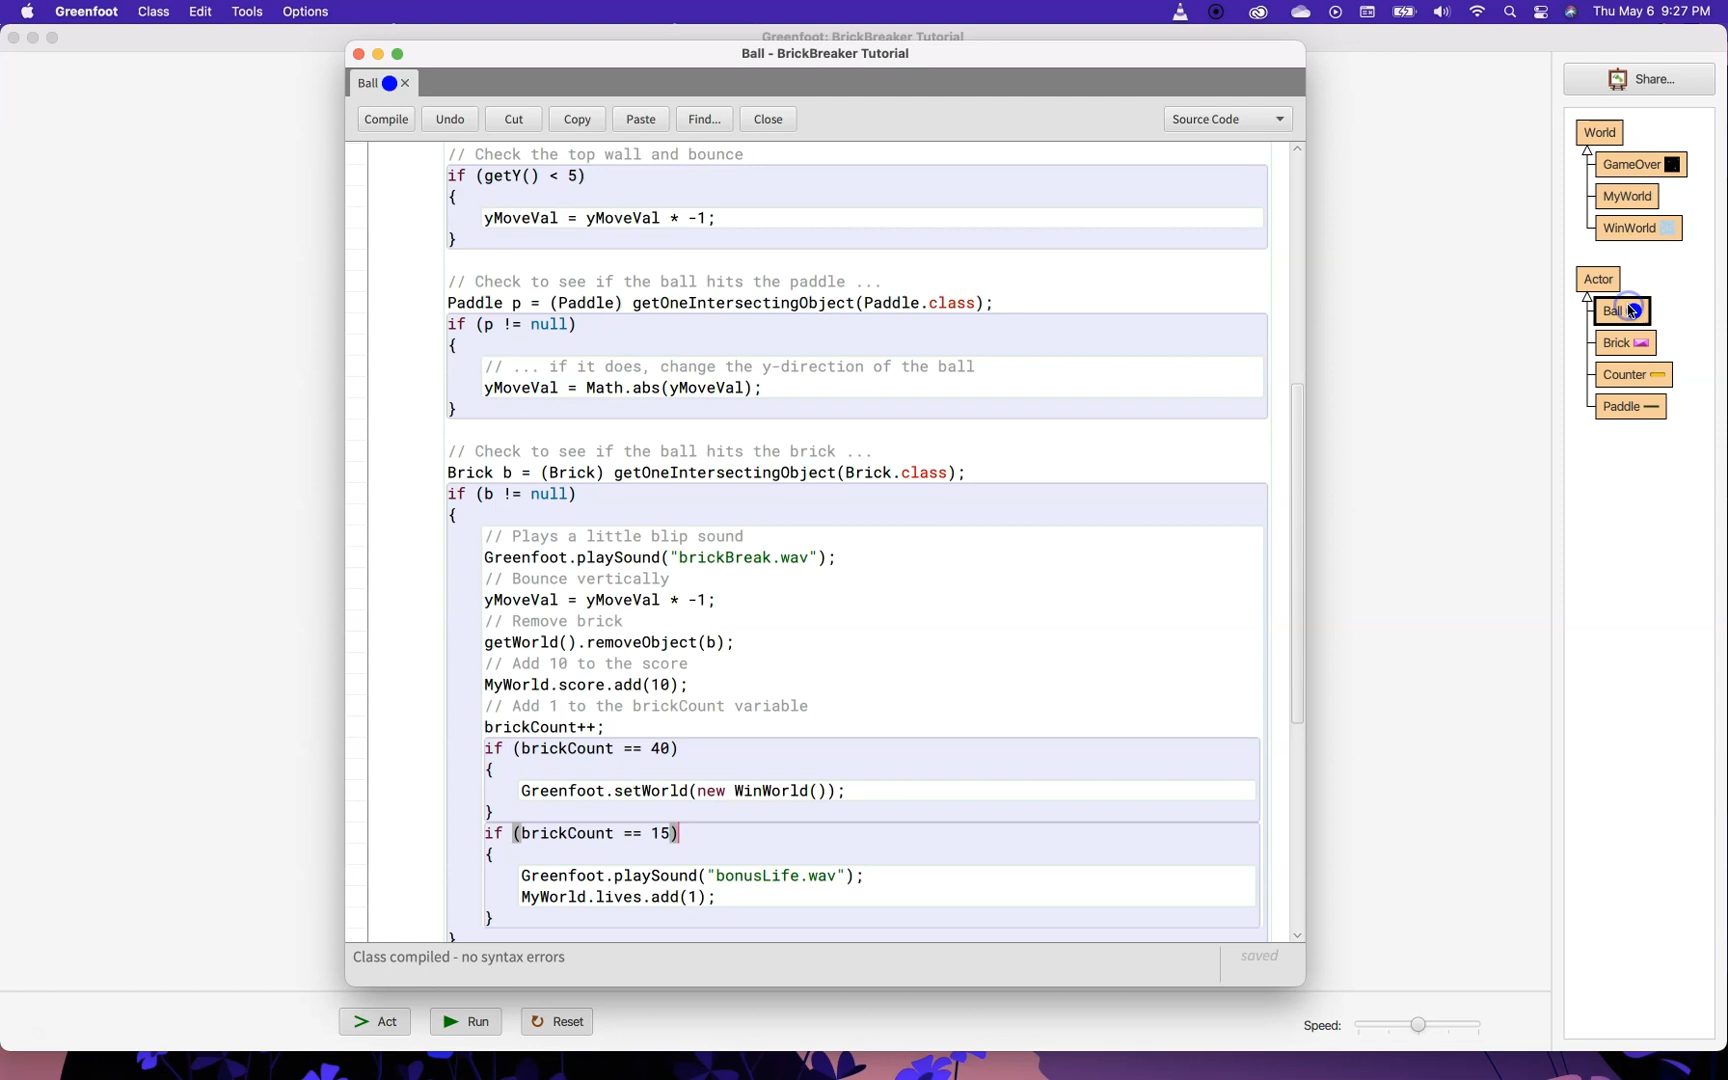 Greenfoot Class Edit Tools Options Thu May 6 9:27 PM
Greenfoot: BrickBreaker Tutorial
Ball - BrickBreaker Tutorial
Ball
Compile Undo Cut Copy Paste Find... Close Source Code
// Check the top wall and bounce
if (getY() < 5)
{
yMoveVal = yMoveVal * -1;
}
// Check to see if the ball hits the paddle ...
Paddle p = (Paddle) getOneIntersectingObject(Paddle.class);
if (p != null)
{
// ... if it does, change the y-direction of the ball
yMoveVal = Math.abs(yMoveVal);
}
// Check to see if the ball hits the brick ...
Brick b = (Brick) getOneIntersectingObject(Brick.class);
if (b != null)
{
// Plays a little blip sound
Greenfoot.playSound("brickBreak.wav");
// Bounce vertically
yMoveVal = yMoveVal * -1;
// Remove brick
getWorld().removeObject(b);
// Add 10 to the score
MyWorld.score.add(10);
// Add 1 to the brickCount variable
brickCount++;
if (brickCount == 40)
{
Greenfoot.setWorld(new WinWorld());
}
if (brickCount == 15)
{
Greenfoot.playSound("bonusLife.wav");
MyWorld.lives.add(1);
}
}
Class compiled - no syntax errors
saved
Share...
World
GameOver
MyWorld
WinWorld
Actor
Ball
Brick
Counter
Paddle
Act Run Reset
Speed: